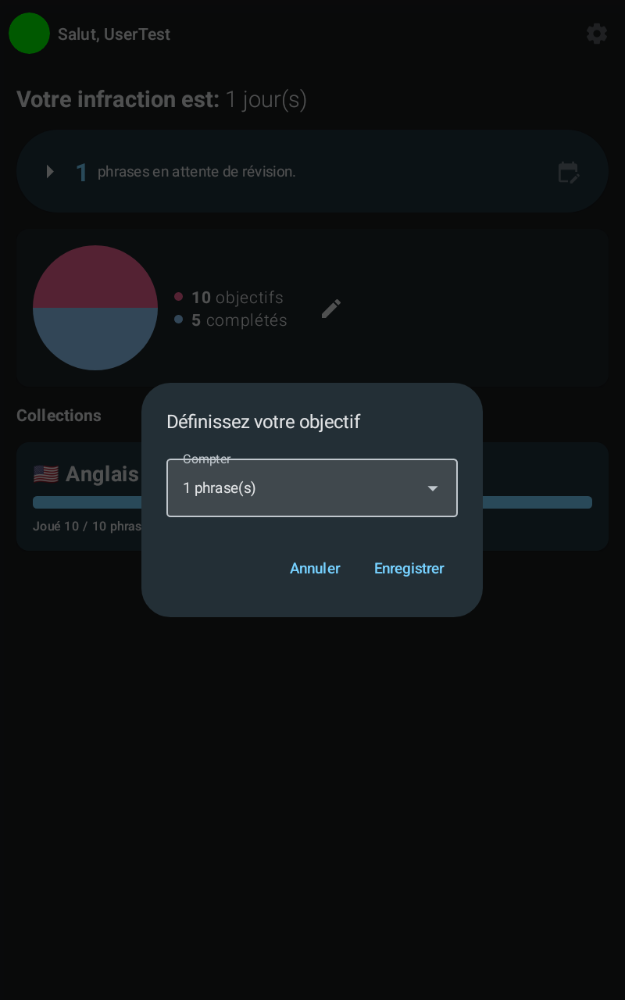 Salut, UserTest
Votre infraction est: 1 jour(s)
1 phrases en attente de révision.
10 objectifs
5 complétés
Collections
Définissez votre objectif
Compter
1 phrase(s)
Annuler Enregistrer
🇺🇸 Anglais
Joué 10 / 10 phras